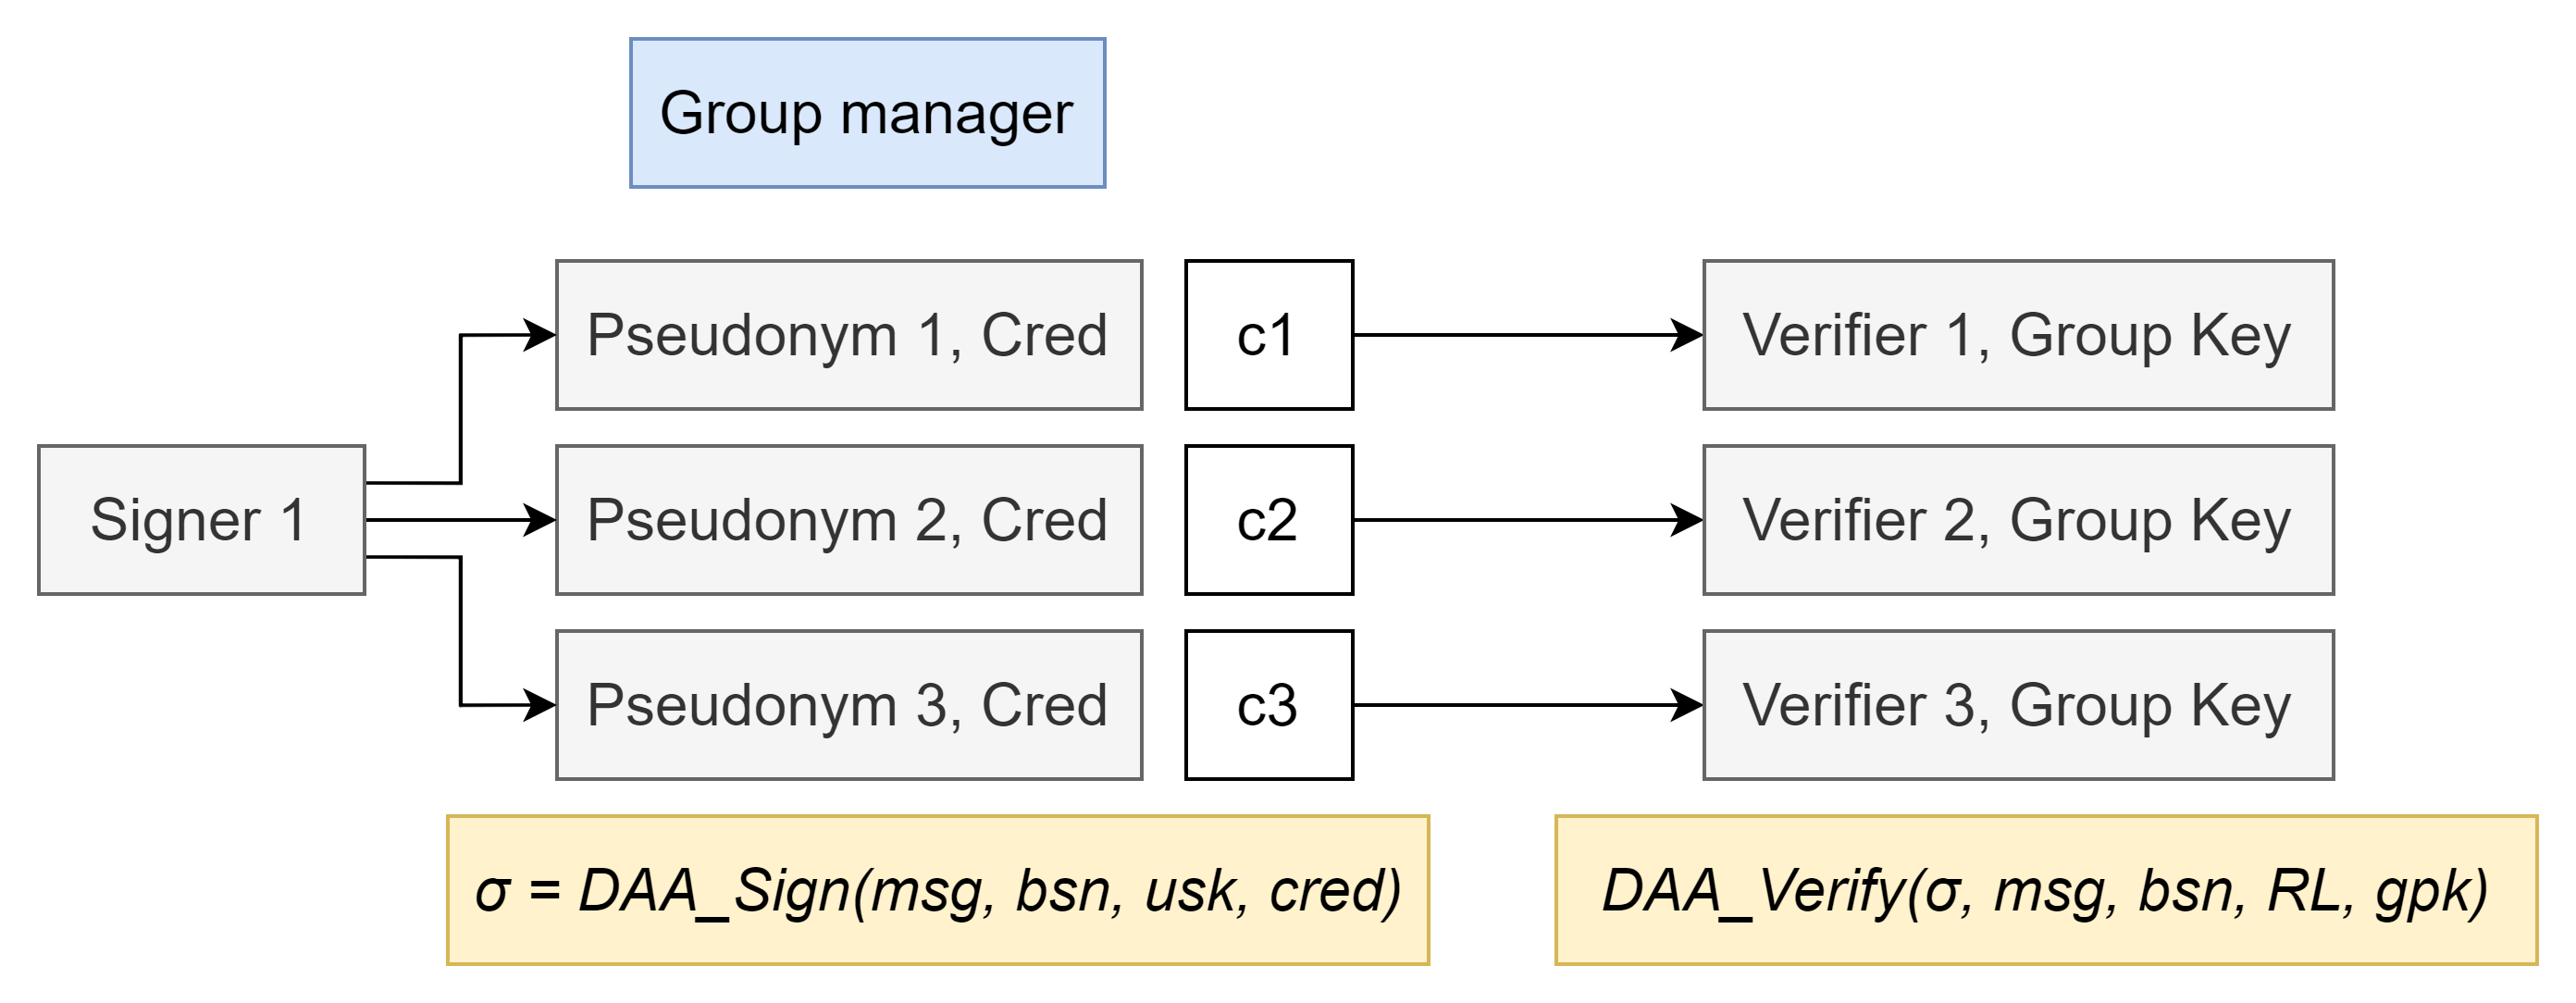 Group manager
Pseudonym 1, Cred
c1
Verifier 1, Group Key
Signer 1
Pseudonym 2, Cred
c2
Verifier 2, Group Key
Pseudonym 3, Cred
c3
Verifier 3, Group Key
σ = DAA_Sign(msg, bsn, usk, cred)
DAA_Verify(σ, msg, bsn, RL, gpk)